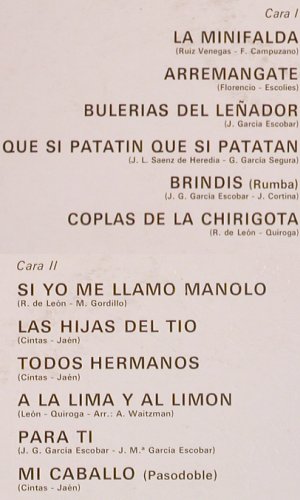 Cara I
LA MINIFALDA
(Ruiz Venegas - F. Campuzano)
ARREMANGATE
(Florencio - Escolies)
BULERIAS DEL LEÑADOR
(J. García Escobar)
QUE SI PATATIN QUE SI PATATAN
(J. L. Saenz de Heredia - G. García Segura)
BRINDIS (Rumba)
(J. G. García Escobar - J. Cortina)
COPLAS DE LA CHIRIGOTA
(R. de León - Quiroga)
Cara II
SI YO ME LLAMO MANOLO
(R. de León - M. Gordillo)
LAS HIJAS DEL TIO
(Cintas - Jaén)
TODOS HERMANOS
(Cintas - Jaén)
A LA LIMA Y AL LIMON
(León - Quiroga - Arr.: A. Waitzman)
PARA TI
(J. G. García Escobar - J. M.ª García Escobar)
MI CABALLO (Pasodoble)
(Cintas - Jaén)